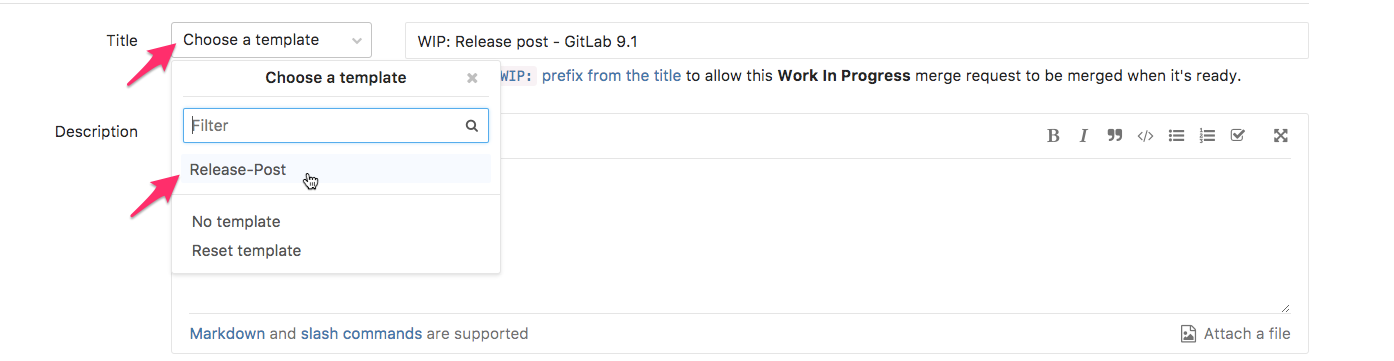 Title Choose a template WIP: Release post - GitLab 9.1
Choose a template
WIP: prefix from the title to allow this Work In Progress merge request to be merged when it's ready.
Filter
Description
Release-Post
No template
Reset template
Markdown and slash commands are supported Attach a file